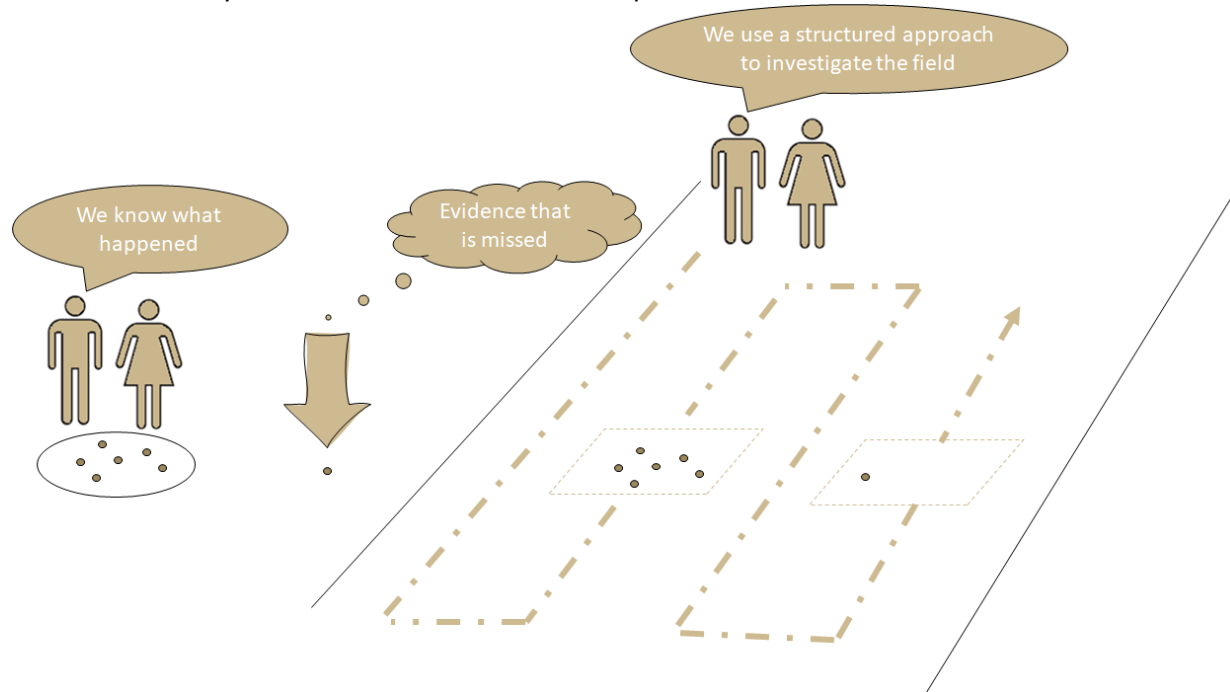 We use a structured approach
to investigate the field
We know what
happened
Evidence that
is missed